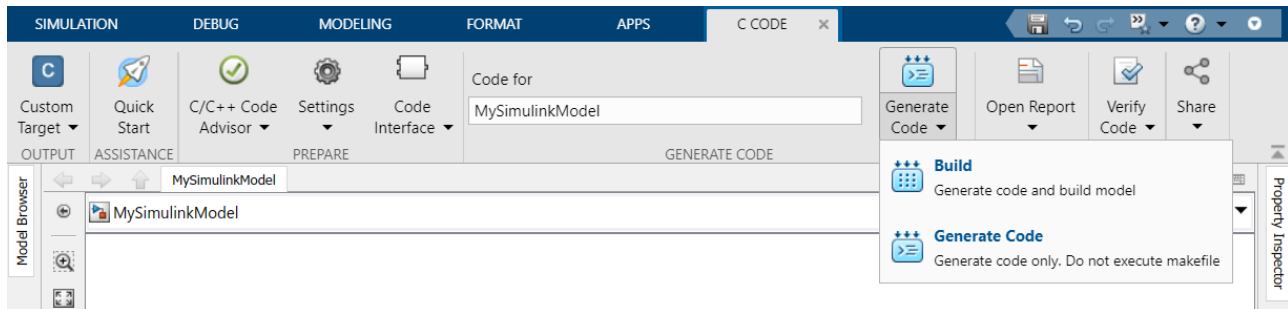 SIMULATION DEBUG MODELING FORMAT APPS C CODE
C
Custom
Target
Quick
Start
C/C++ Code
Advisor
Settings
Code
Interface
Code for
MySimulinkModel
Generate
Code
Open Report
Verify
Code
Share
OUTPUT ASSISTANCE PREPARE GENERATE CODE
Build
Generate code and build model
Generate Code
Generate code only. Do not execute makefile
Model Browser
MySimulinkModel
MySimulinkModel
Property Inspector